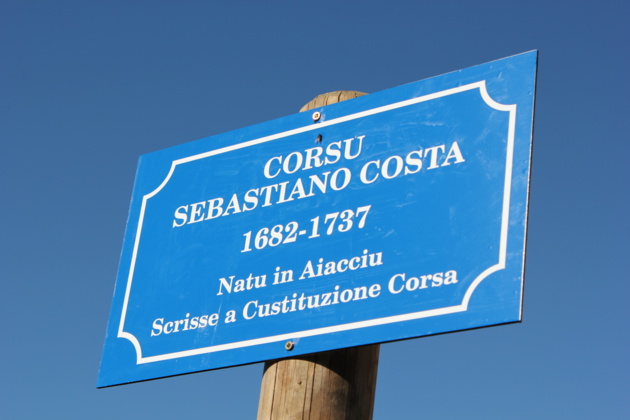 CORSU
SEBASTIANO COSTA
1682-1737
Natu in Aiacciu
Scrisse a Custituzione Corsa